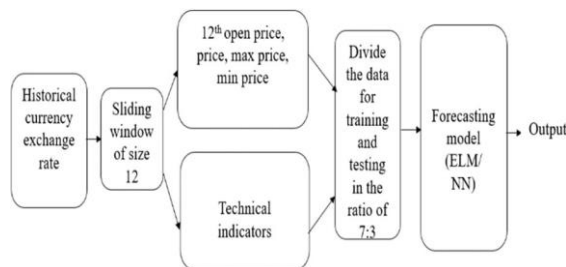 Historical
currency
exchange
rate
Sliding
window
of size
12
12th open price,
price, max price,
min price
Technical
indicators
Divide
the data
for
training
and
testing
in the
ratio of
7:3
Forecasting
model
(ELM/
NN)
Output